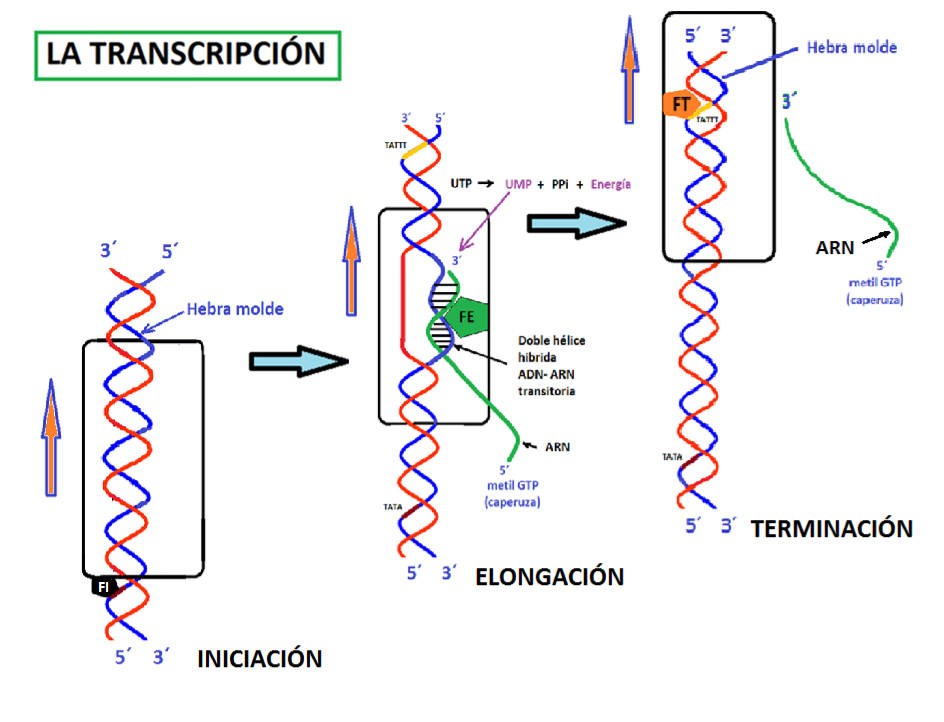 LA TRANSCRIPCIÓN
3´ 5´
Hebra molde
FI
5´ 3´
INICIACIÓN
3´ 5´
TATTT
UTP → UMP + PPi + Energía
3´
FE
Doble hélice
hibrida
ADN- ARN
transitoria
ARN
5´
metil GTP
(caperuza)
TATA
5´ 3´
ELONGACIÓN
5´ 3´
Hebra molde
FT
TATTT
3´
ARN
5´
metil GTP
(caperuza)
TATA
5´ 3´
TERMINACIÓN